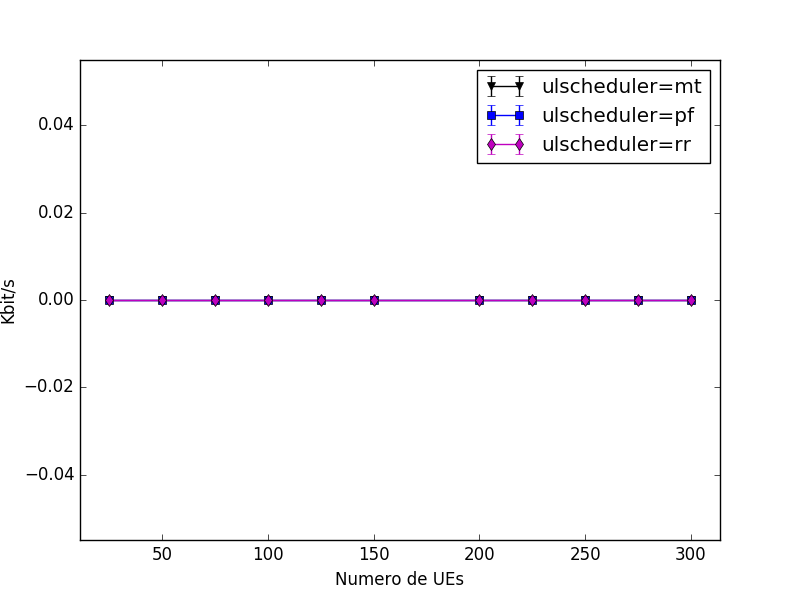 ulscheduler=mt
ulscheduler=pf
ulscheduler=rr
0.04
0.02
0.00
−0.02
−0.04
Kbit/s
50 100 150 200 250 300
Numero de UEs